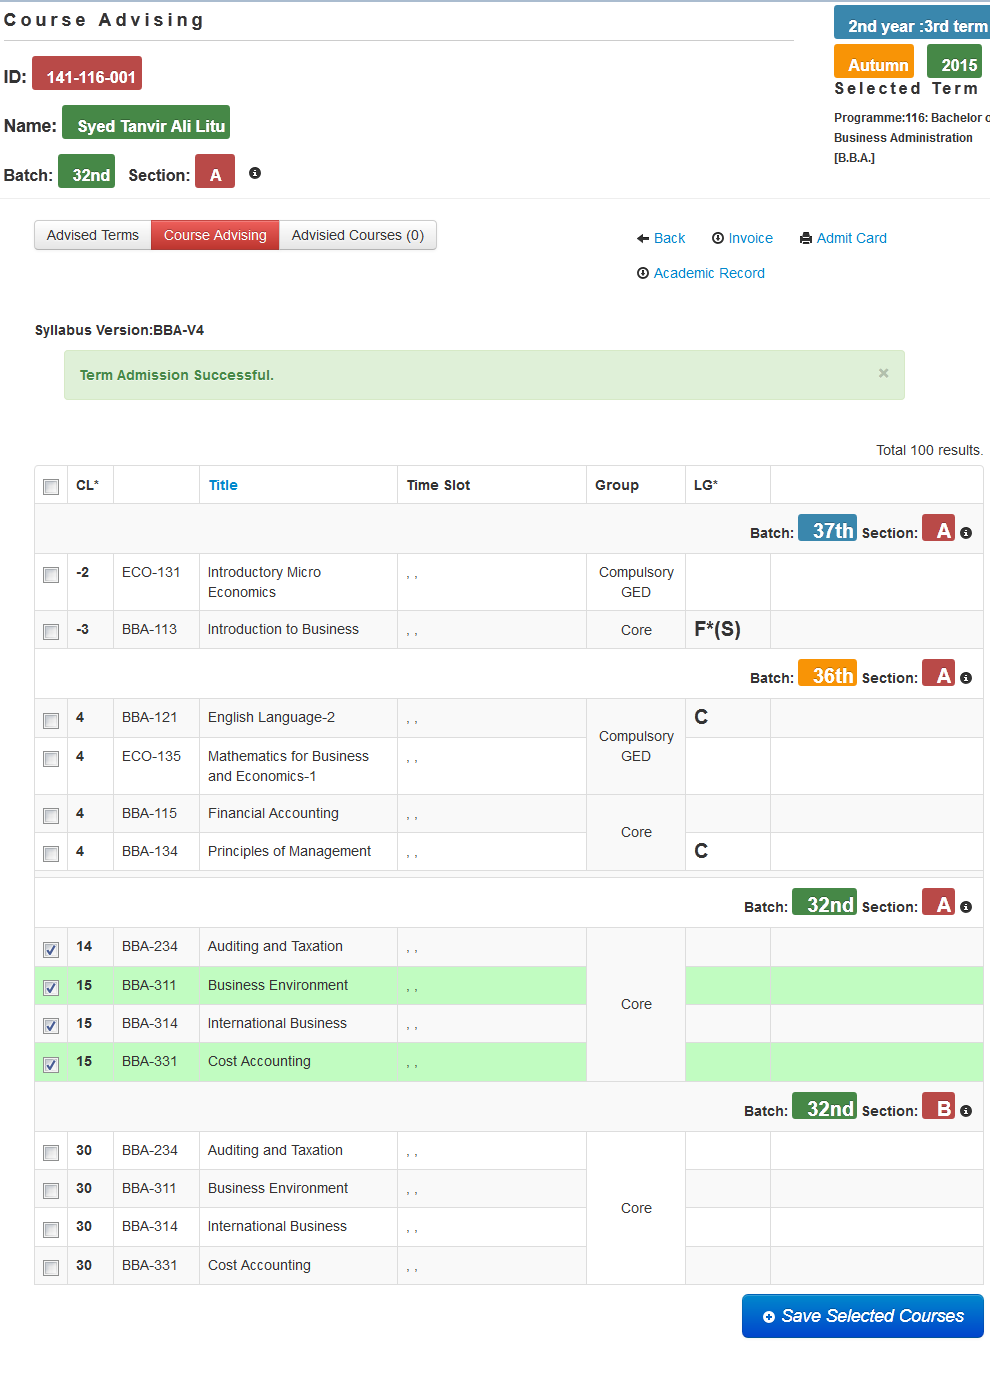 Course Advising
2nd year :3rd term
Autumn 2015
Selected Term
Programme:116: Bachelor o
Business Administration
[B.B.A.]
ID: 141-116-001
Name: Syed Tanvir Ali Litu
Batch: 32nd Section: A
Advised Terms Course Advising Advisied Courses (0)
Back Invoice Admit Card
Academic Record
Syllabus Version:BBA-V4
Term Admission Successful. ×
Total 100 results.
CL* Title Time Slot Group LG*
Batch: 37th Section: A
-2 ECO-131 Introductory Micro Economics , , Compulsory GED
-3 BBA-113 Introduction to Business , , Core F*(S)
Batch: 36th Section: A
4 BBA-121 English Language-2 , , Compulsory GED C
4 ECO-135 Mathematics for Business and Economics-1 , ,
4 BBA-115 Financial Accounting , , Core
4 BBA-134 Principles of Management , , C
Batch: 32nd Section: A
14 BBA-234 Auditing and Taxation , , Core
15 BBA-311 Business Environment , ,
15 BBA-314 International Business , ,
15 BBA-331 Cost Accounting , ,
Batch: 32nd Section: B
30 BBA-234 Auditing and Taxation , , Core
30 BBA-311 Business Environment , ,
30 BBA-314 International Business , ,
30 BBA-331 Cost Accounting , ,
Save Selected Courses